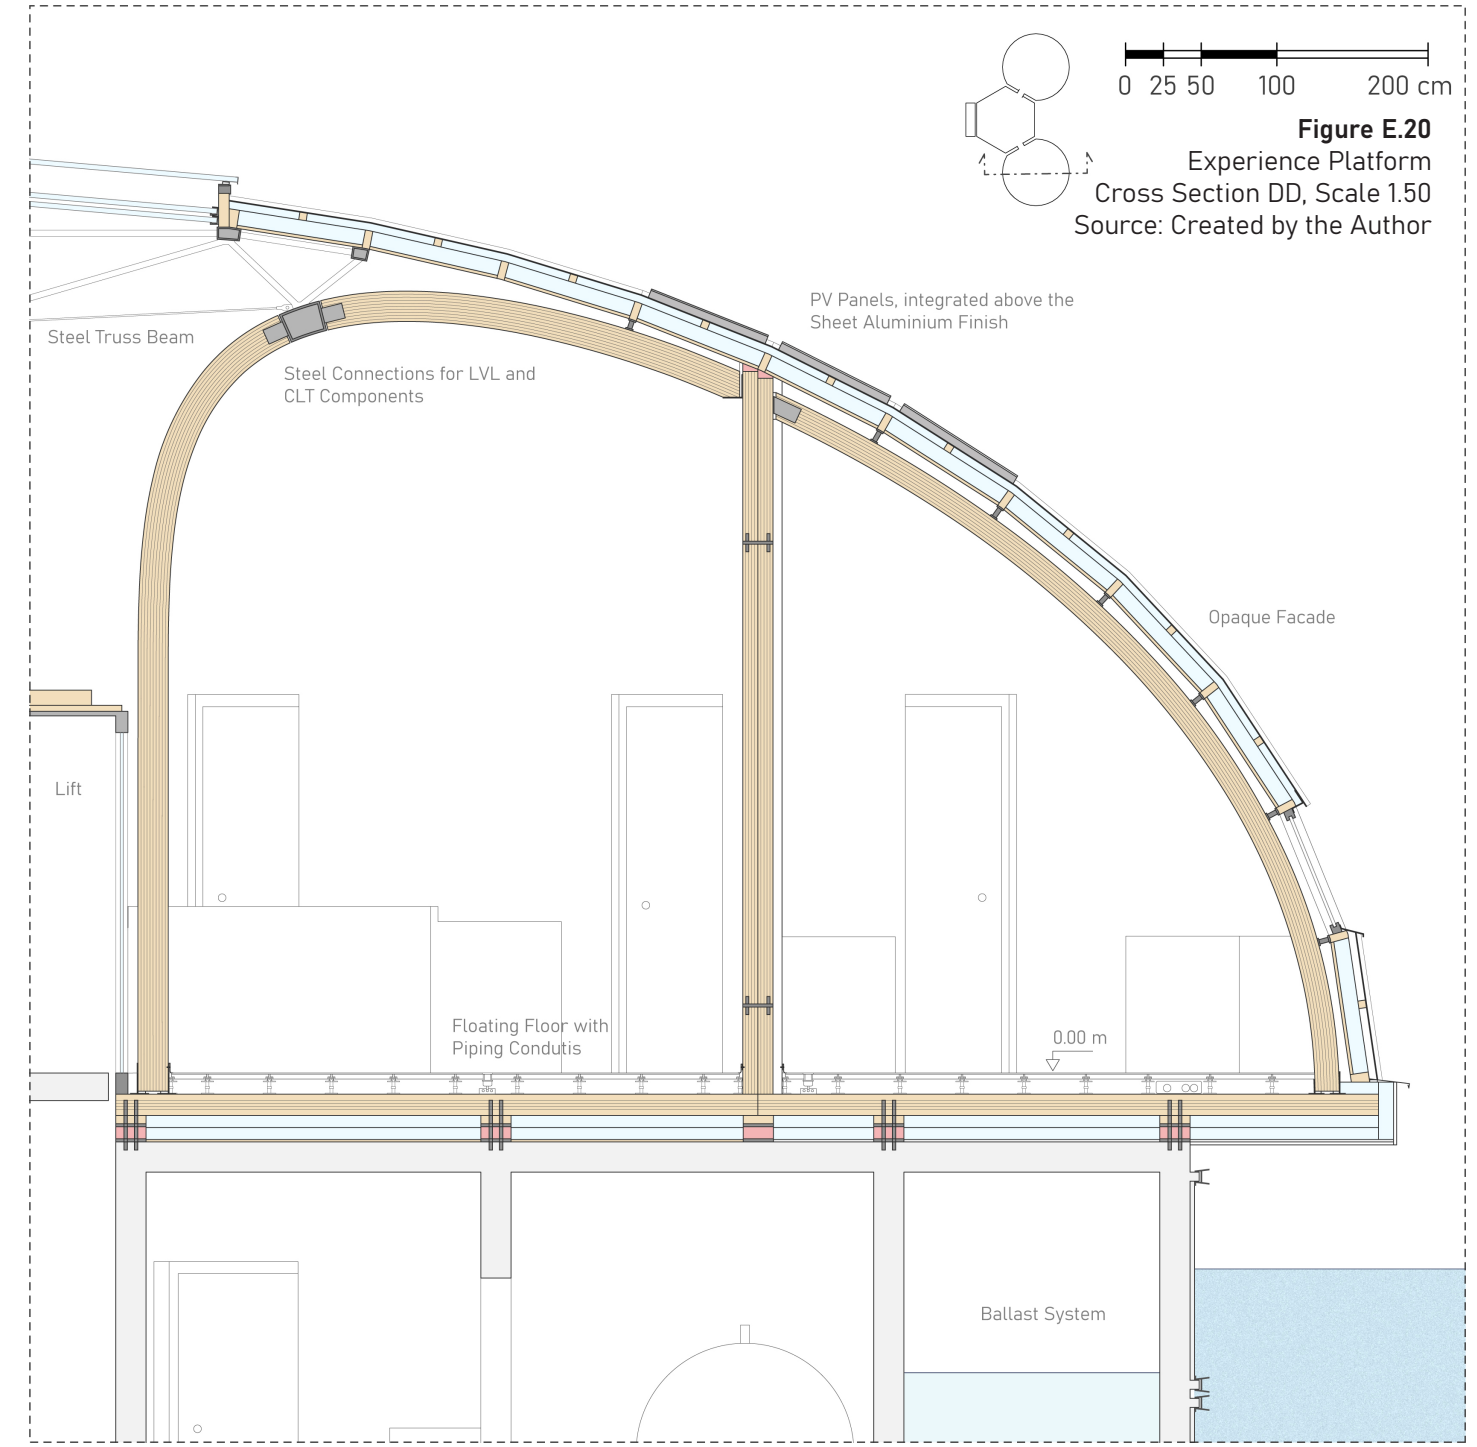 0 25 50 100 200 cm
Figure E.20
Experience Platform
Cross Section DD, Scale 1.50
Source: Created by the Author
PV Panels, integrated above the
Sheet Aluminium Finish
Steel Truss Beam
Steel Connections for LVL and
CLT Components
Opaque Facade
Lift
Floating Floor with
Piping Condutis
0.00 m
Ballast System